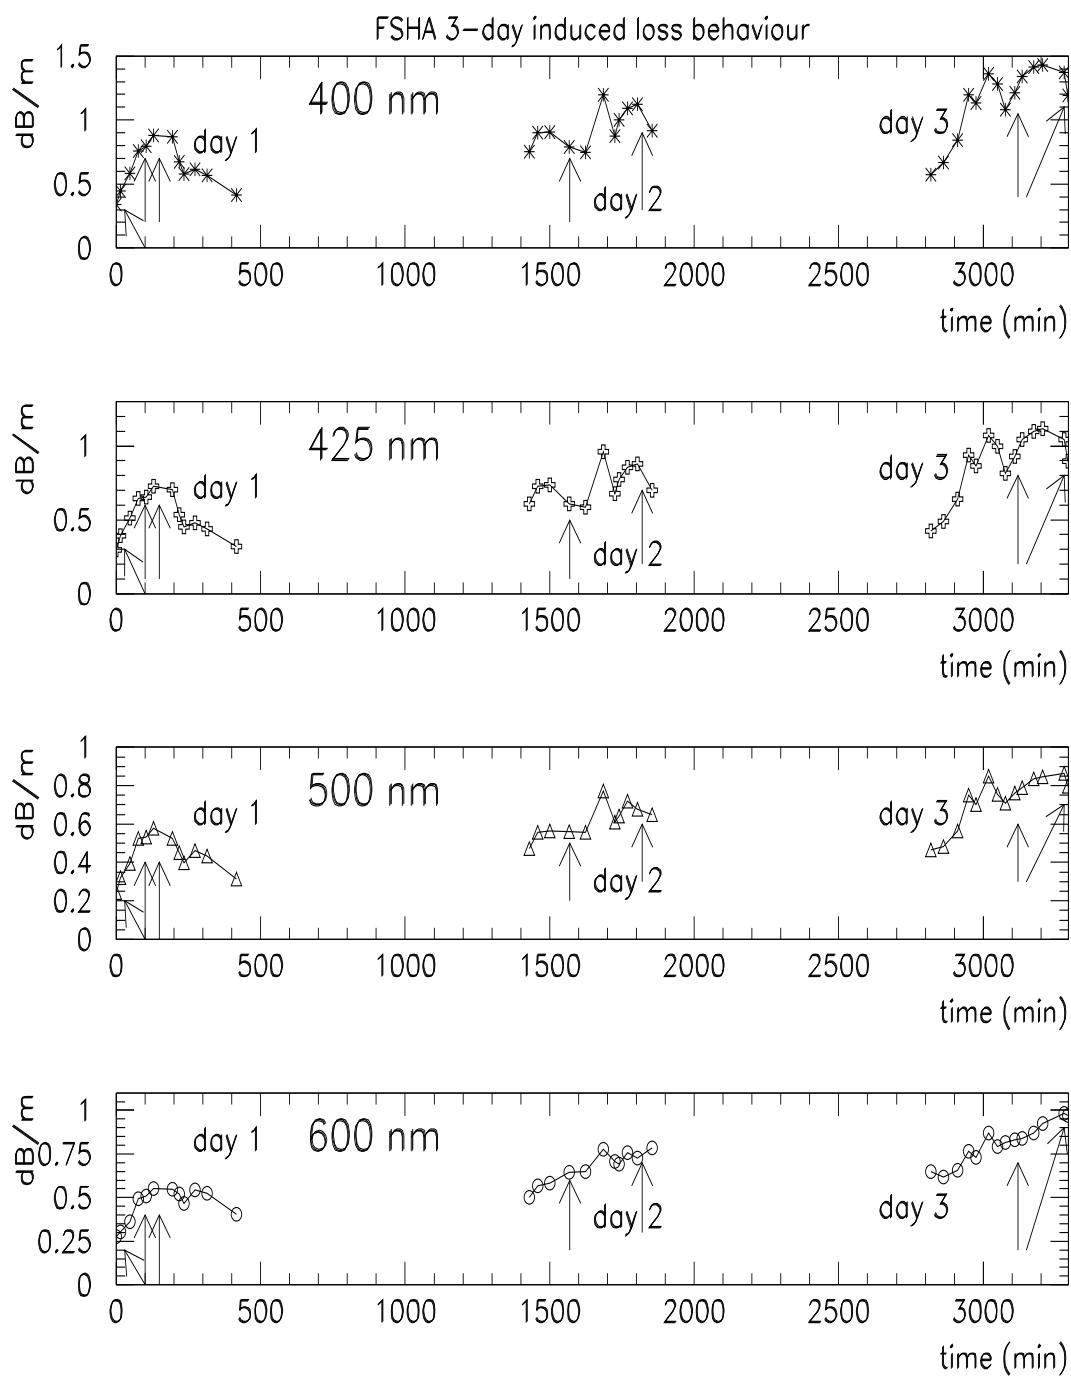 FSHA 3-day induced loss behaviour
dB/m
1.5
1
0.5
0
400 nm
day 1
day 2
day 3
0 500 1000 1500 2000 2500 3000
time (min)
dB/m
1
0.5
0
425 nm
day 1
day 2
day 3
0 500 1000 1500 2000 2500 3000
time (min)
dB/m
1
0.8
0.6
0.4
0.2
0
500 nm
day 1
day 2
day 3
0 500 1000 1500 2000 2500 3000
time (min)
dB/m
1
0.75
0.5
0.25
0
600 nm
day 1
day 2
day 3
0 500 1000 1500 2000 2500 3000
time (min)